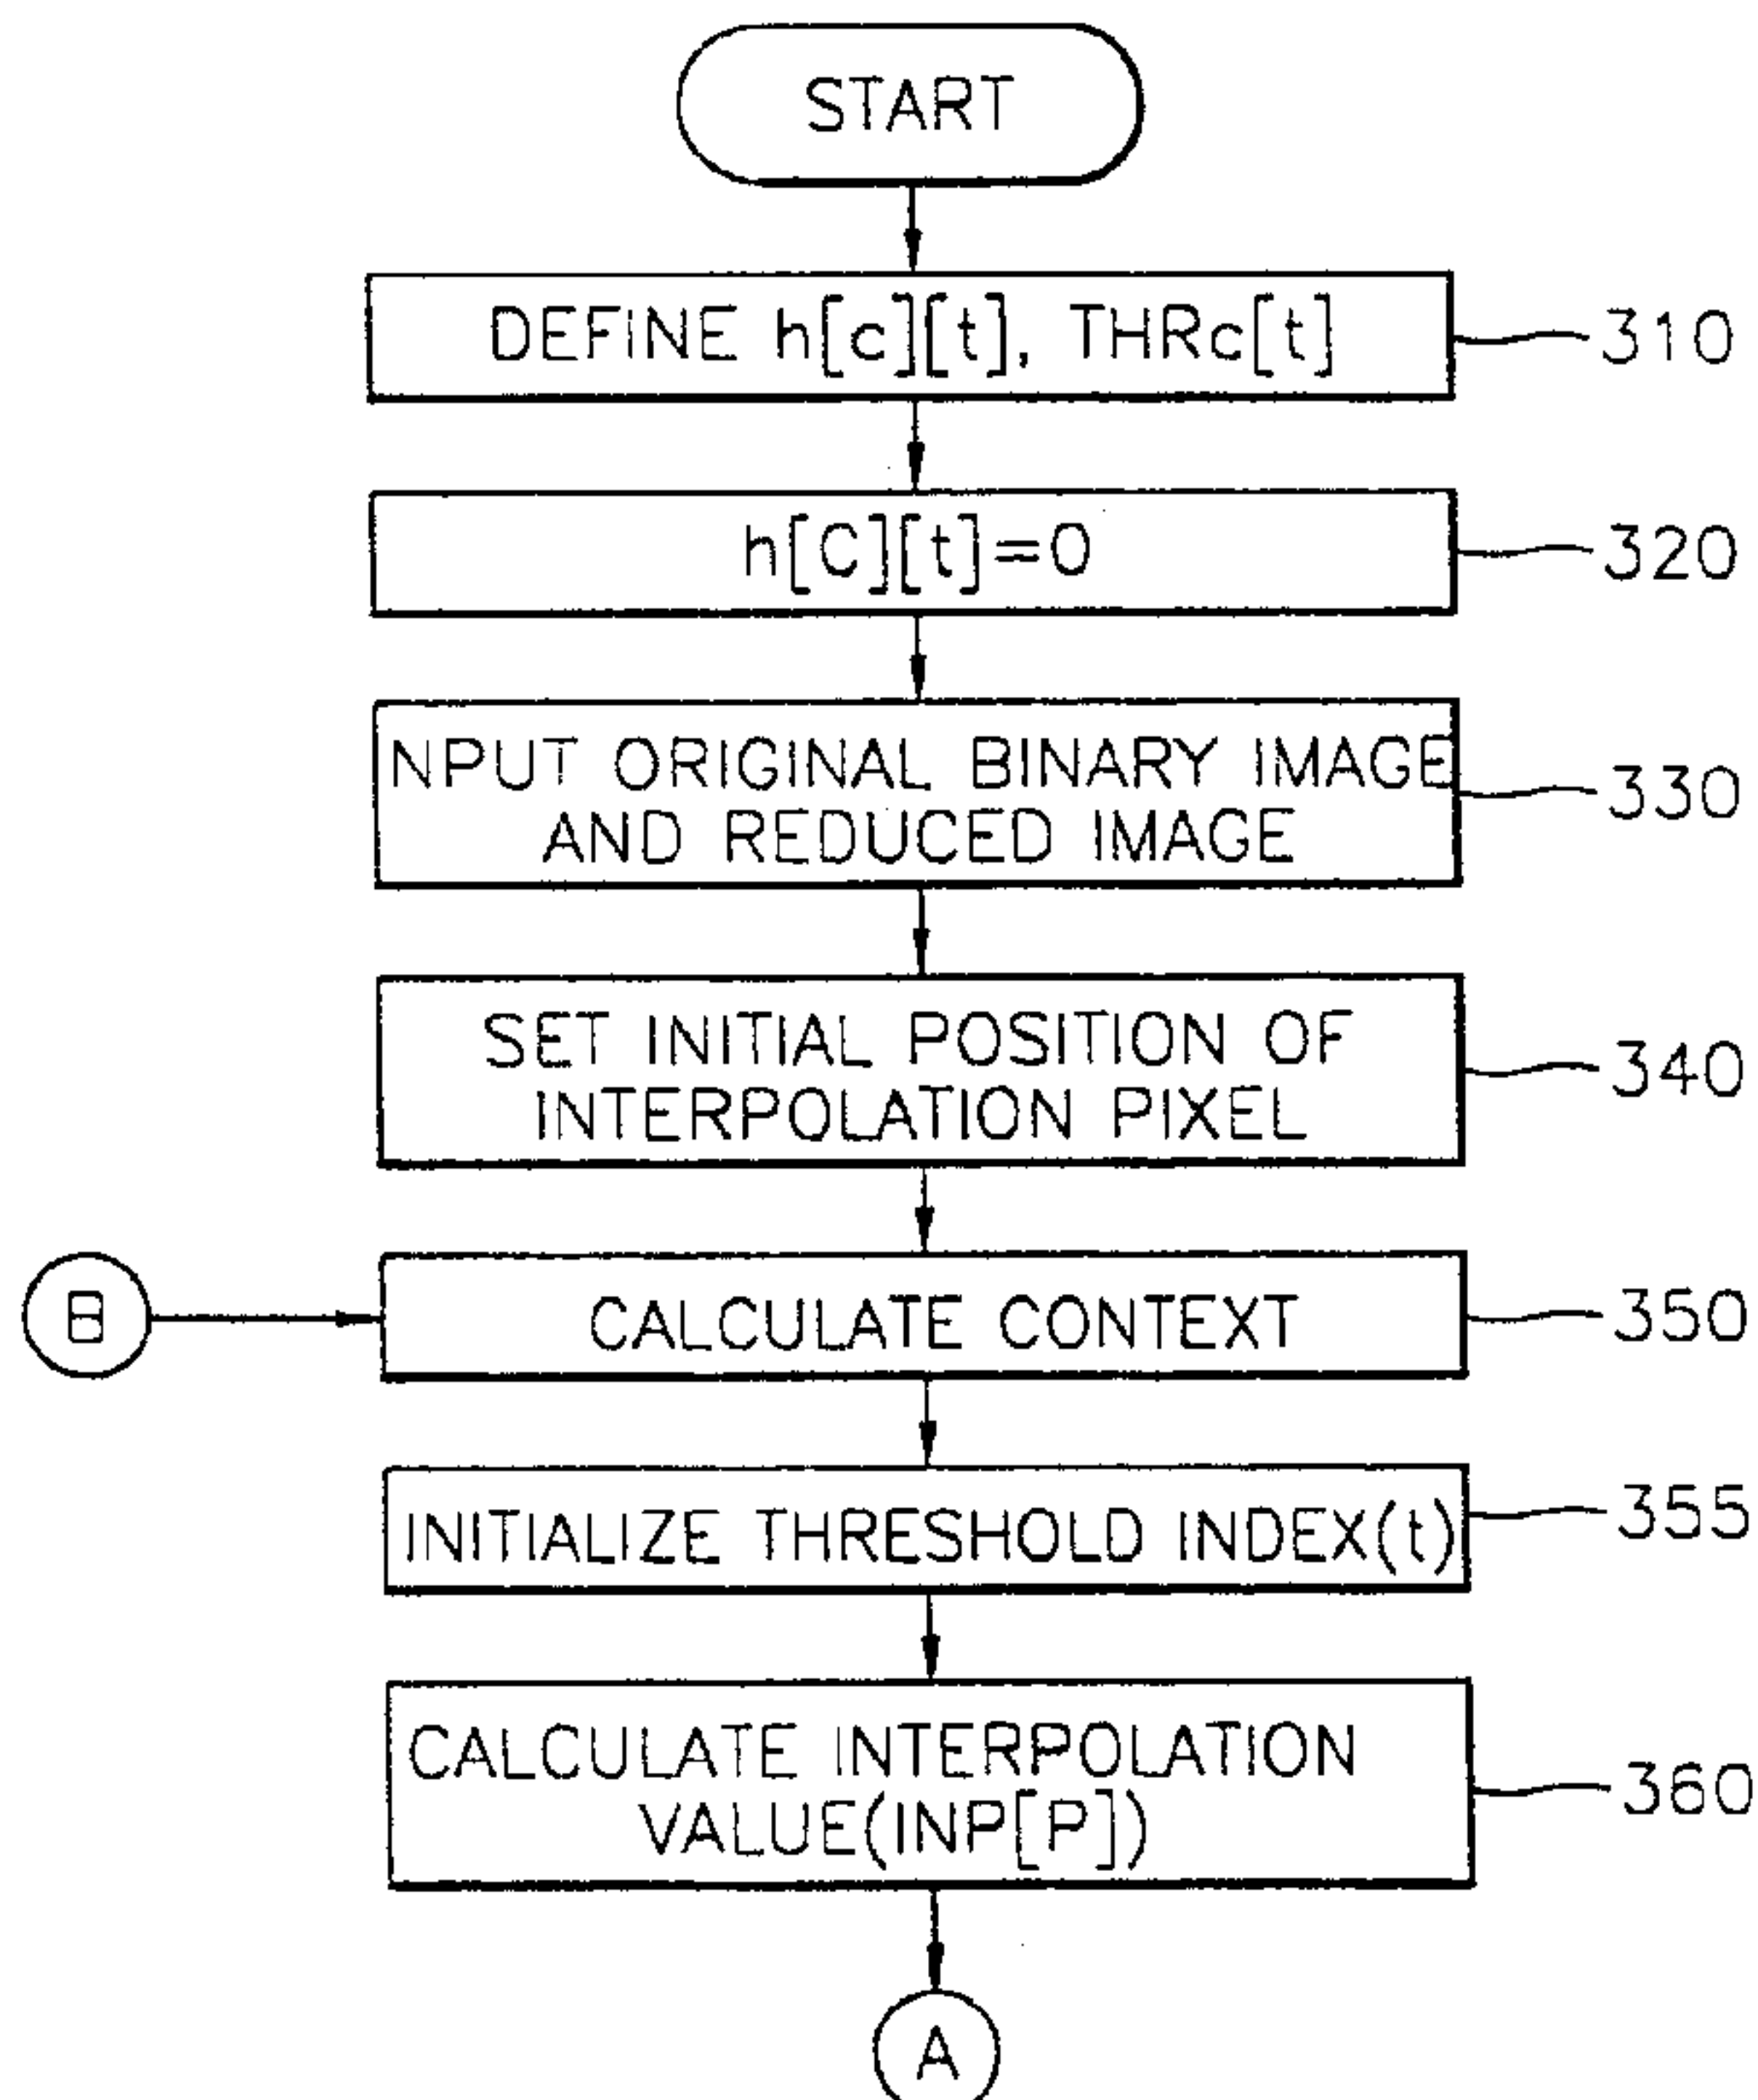 START
DEFINE h[c][t], THRc[t]
310
h[C][t]=0
320
NPUT ORIGINAL BINARY IMAGE
AND REDUCED IMAGE
330
SET INITIAL POSITION OF
INTERPOLATION PIXEL
340
B
CALCULATE CONTEXT
350
INITIALIZE THRESHOLD INDEX(t)
355
CALCULATE INTERPOLATION
VALUE(INP[P])
360
A